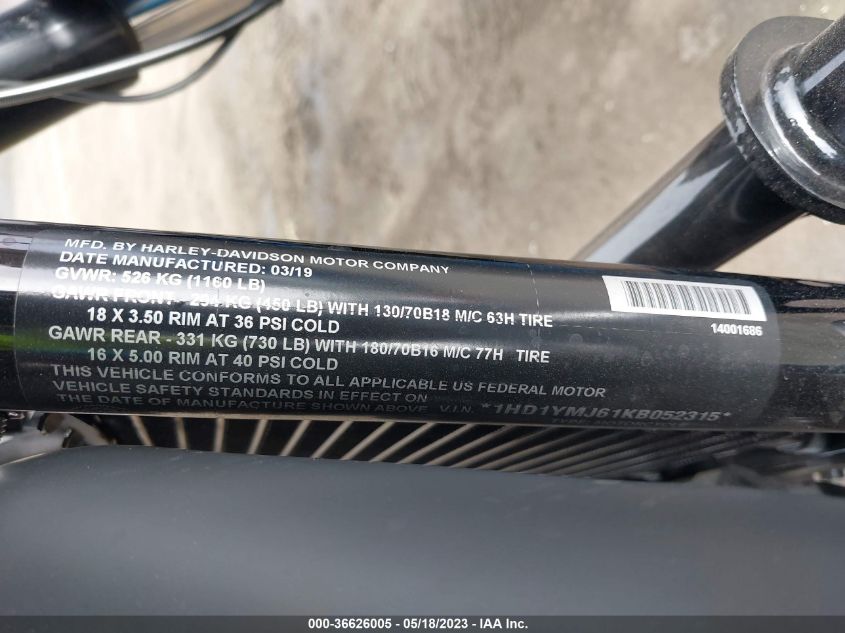 MFD. BY HARLEY-DAVIDSON MOTOR COMPANY
DATE MANUFACTURED: 03/19
GVWR: 526 KG (1160 LB)
GAWR FRONT - 204 KG (450 LB) WITH 130/70B18 M/C 63H TIRE
18 X 3.50 RIM AT 36 PSI COLD
GAWR REAR - 331 KG (730 LB) WITH 180/70B16 M/C 77H TIRE
16 X 5.00 RIM AT 40 PSI COLD
THIS VEHICLE CONFORMS TO ALL APPLICABLE US FEDERAL MOTOR
VEHICLE SAFETY STANDARDS IN EFFECT ON
THE DATE OF MANUFACTURE SHOWN ABOVE. V.I.N. *1HD1YMJ61KB052315*
14001686
000-36626005 - 05/18/2023 - IAA Inc.